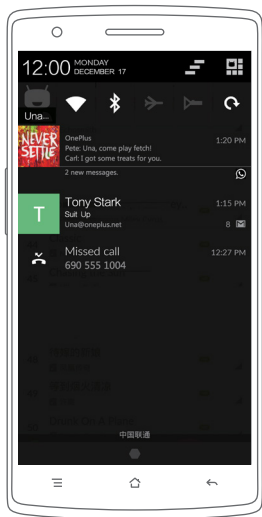 12:00 MONDAY
DECEMBER 17
Una...
NEVER
SETTLE
OnePlus
1:20 PM
Pete: Una, come play fetch!
Carl: I got some treats for you.
2 new messages.
T
Tony Stark
1:15 PM
Suit Up
Una@oneplus.net
8
Missed call
12:27 PM
690 555 1004
中国联通